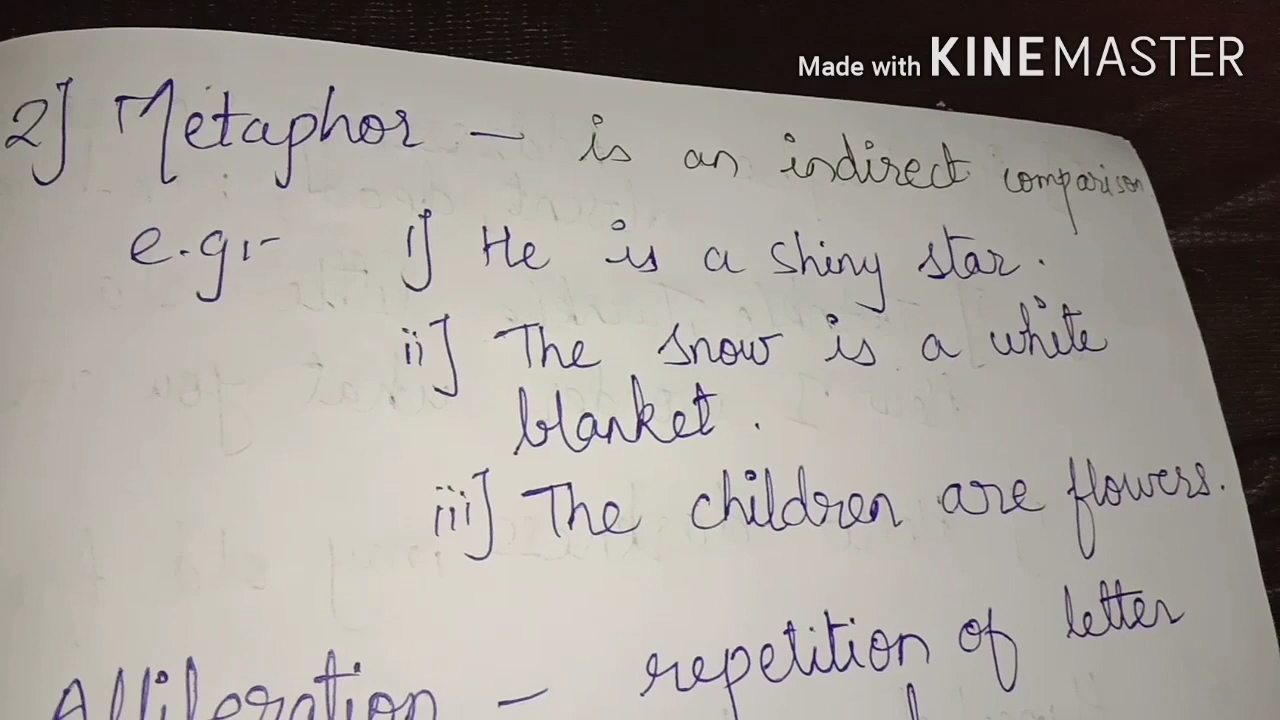 Made with KINEMASTER
2] Metaphor – is an indirect comparison
e.g:- i] He is a shiny star.
ii] The snow is a white
blanket.
iii] The children are flowers.
Alliteration – repetition of letter